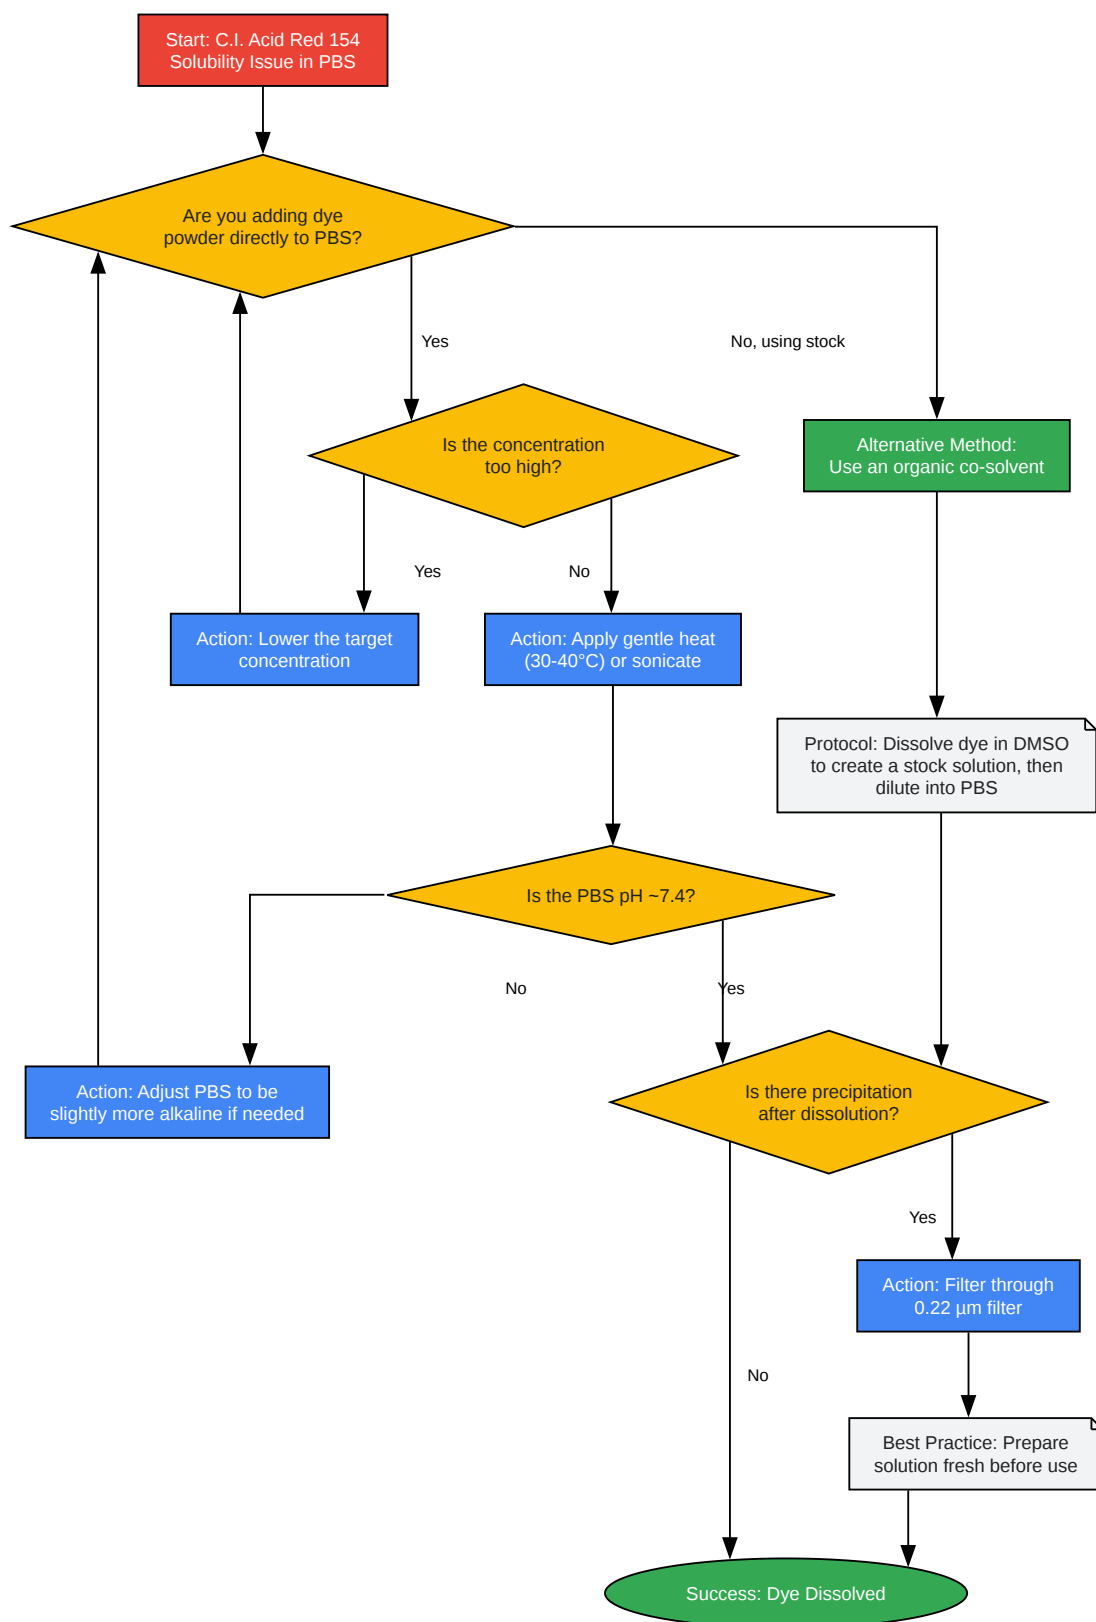 Start: C.I. Acid Red 154
Solubility Issue in PBS
Are you adding dye
powder directly to PBS?
Yes
No, using stock
Is the concentration
too high?
Alternative Method:
Use an organic co-solvent
Yes
No
Action: Lower the target
concentration
Action: Apply gentle heat
(30-40°C) or sonicate
Protocol: Dissolve dye in DMSO
to create a stock solution, then
dilute into PBS
Is the PBS pH ~7.4?
No
Yes
Action: Adjust PBS to be
slightly more alkaline if needed
Is there precipitation
after dissolution?
Yes
Action: Filter through
0.22 µm filter
No
Best Practice: Prepare
solution fresh before use
Success: Dye Dissolved